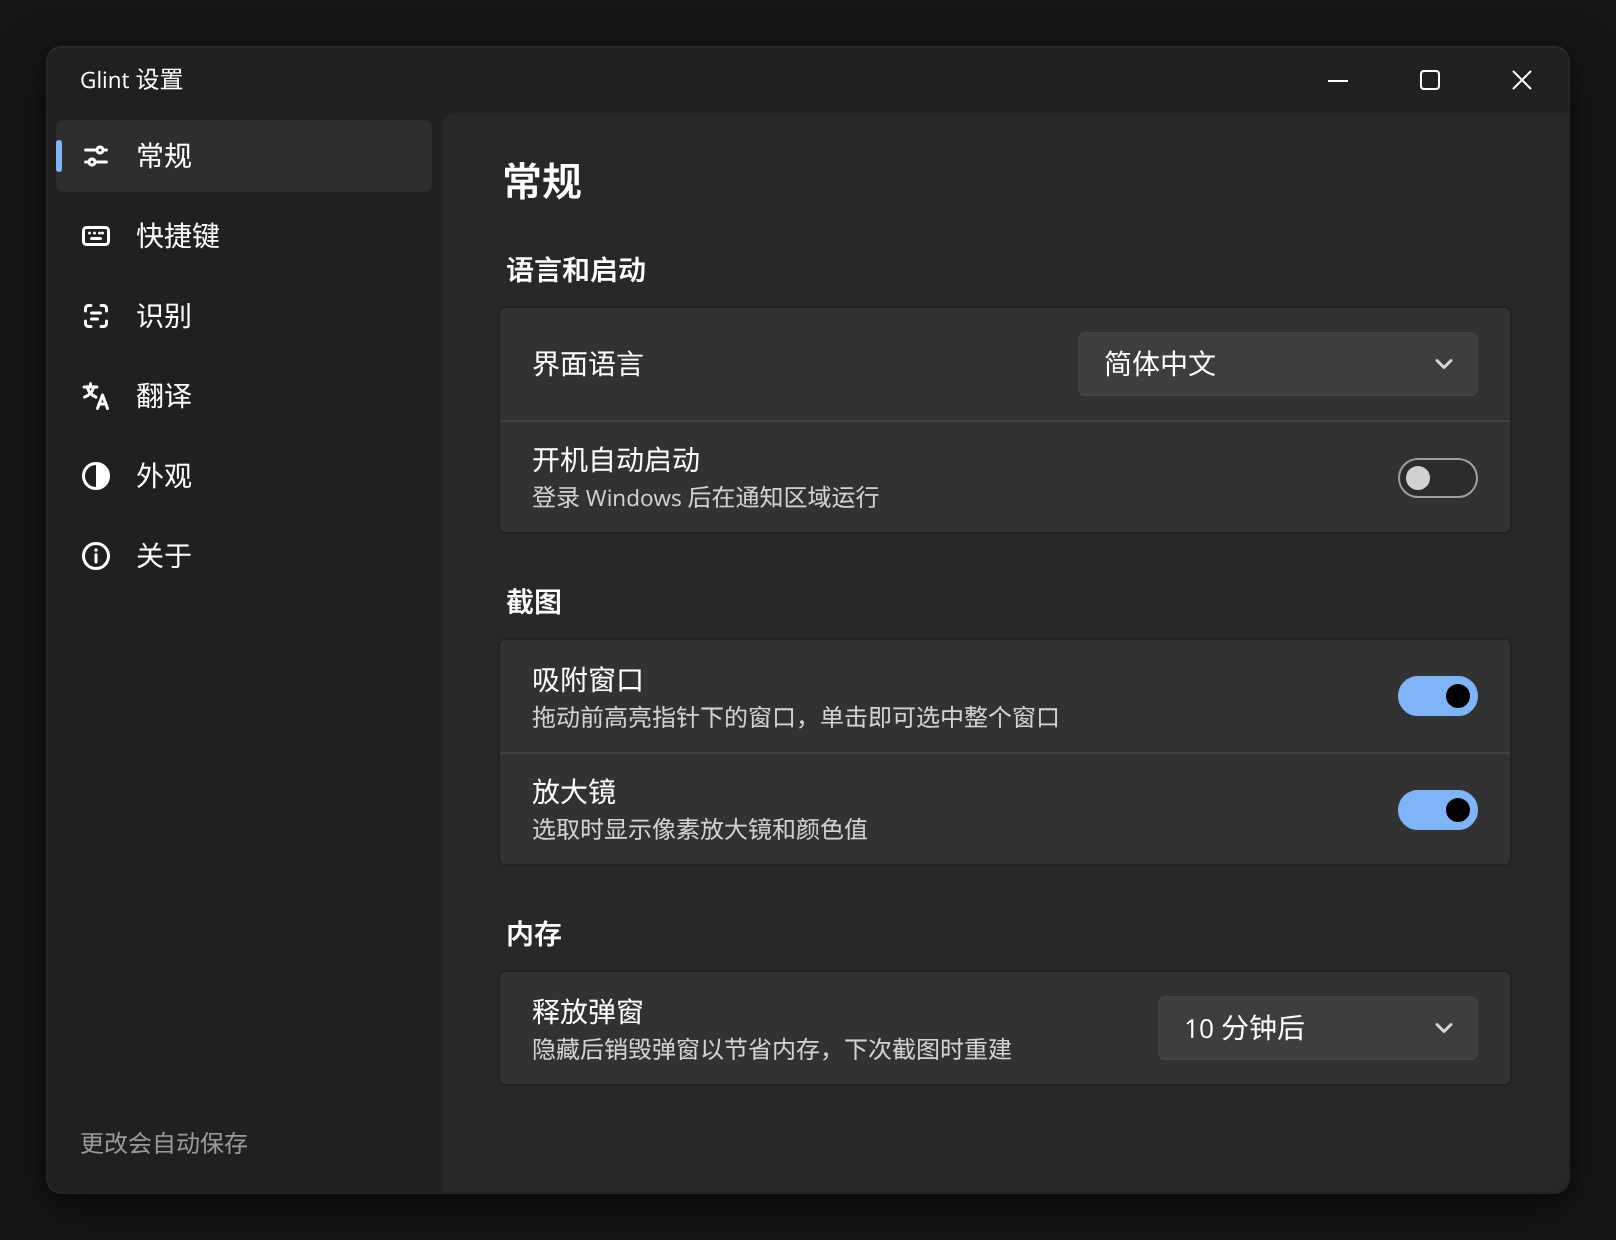 Glint 设置
常规
快捷键
识别
翻译
外观
关于
更改会自动保存
常规
语言和启动
界面语言
简体中文
开机自动启动
登录 Windows 后在通知区域运行
截图
吸附窗口
拖动前高亮指针下的窗口，单击即可选中整个窗口
放大镜
选取时显示像素放大镜和颜色值
内存
释放弹窗
隐藏后销毁弹窗以节省内存，下次截图时重建
10 分钟后